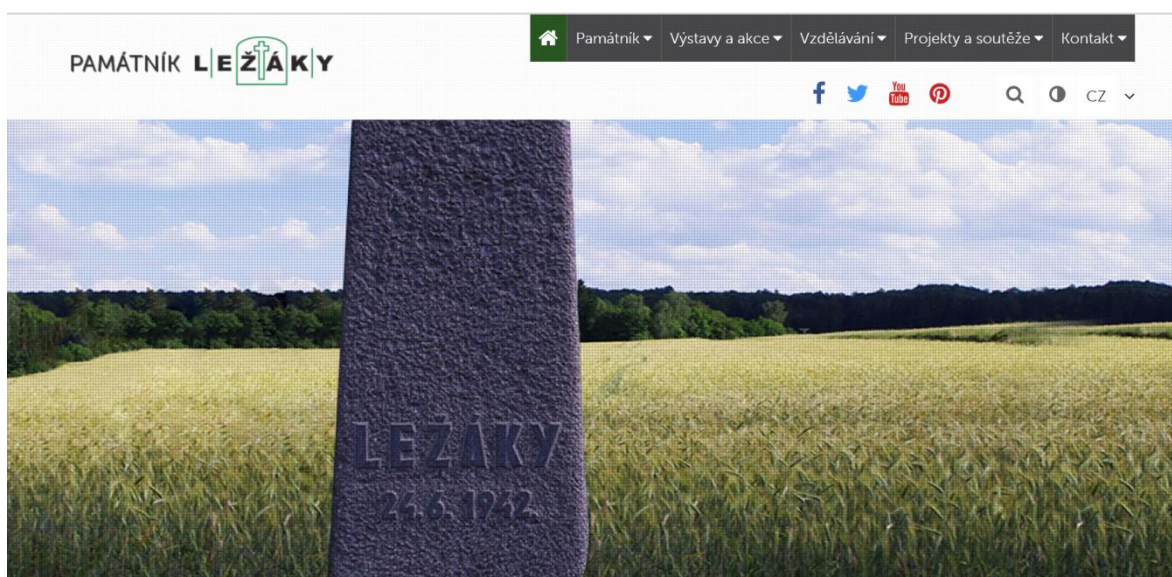 PAMÁTNÍK LEŽÁKY
Památník Výstavy a akce Vzdělávání Projekty a soutěže Kontakt
You
Tube
CZ
LEŽÁKY
24.6.1942.